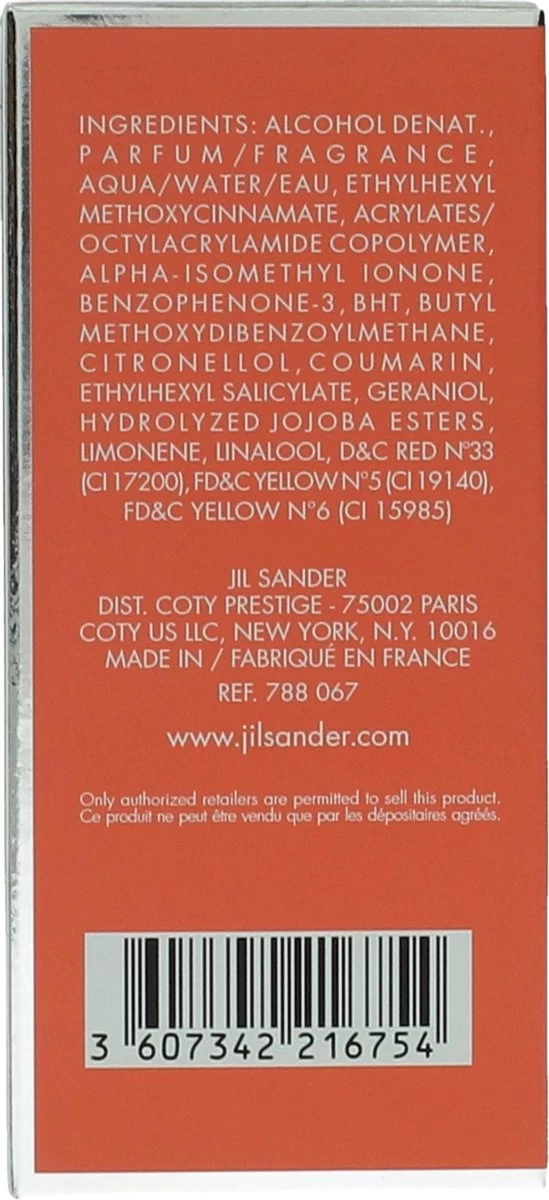 INGREDIENTS: ALCOHOL DENAT.,
PARFUM/FRAGRANCE,
AQUA/WATER/EAU, ETHYLHEXYL
METHOXYCINNAMATE, ACRYLATES/
OCTYLACRYLAMIDE COPOLYMER,
ALPHA-ISOMETHYL IONONE,
BENZOPHENONE-3, BHT, BUTYL
METHOXYDIBENZOYLMETHANE,
CITRONELLOL, COUMARIN,
ETHYLHEXYL SALICYLATE, GERANIOL,
HYDROLYZED JOJOBA ESTERS,
LIMONENE, LINALOOL, D&C RED N°33
(CI 17200), FD&C YELLOW N°5 (CI 19140),
FD&C YELLOW N°6 (CI 15985)
JIL SANDER
DIST. COTY PRESTIGE - 75002 PARIS
COTY US LLC, NEW YORK, N.Y. 10016
MADE IN / FABRIQUÉ EN FRANCE
REF. 788 067
www.jilsander.com
Only authorized retailers are permitted to sell this product.
Ce produit ne peut être vendu que par les dépositaires agréés.
3 607342 216754